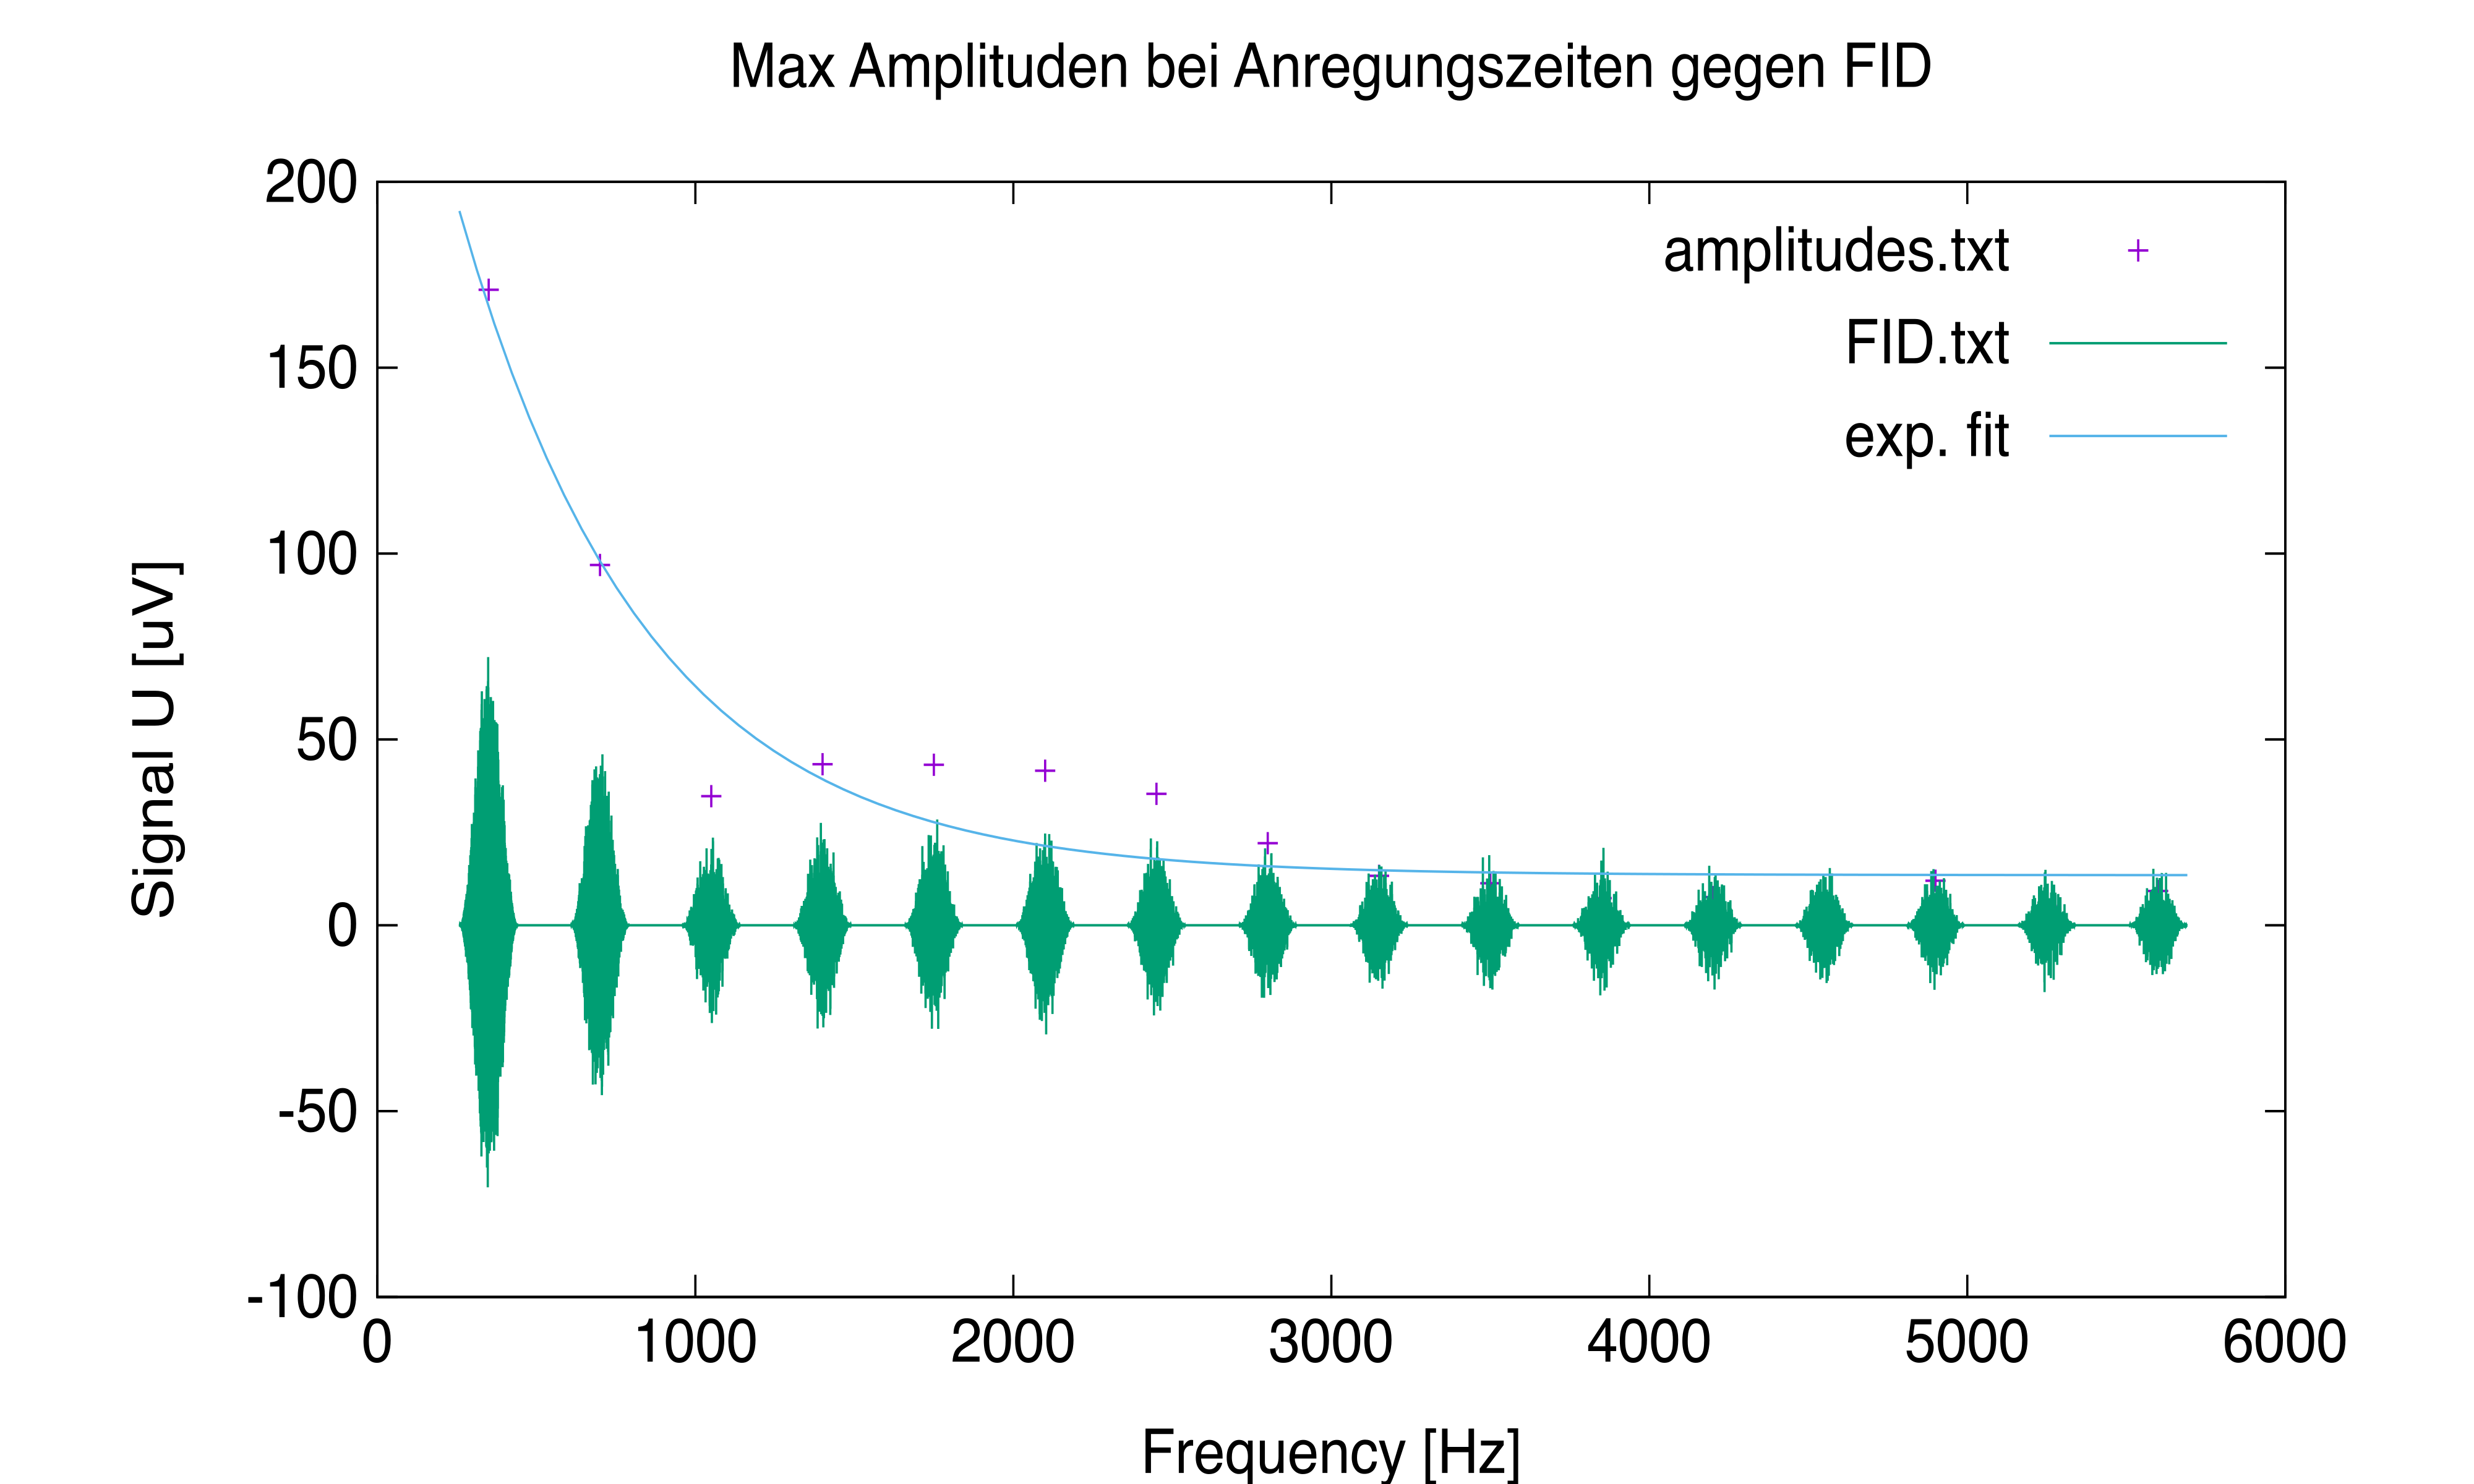 Max Amplituden bei Anregungszeiten gegen FID
200
150
100
50
0
-50
-100
Signal U [uV]
amplitudes.txt
FID.txt
exp. fit
0 1000 2000 3000 4000 5000 6000
Frequency [Hz]